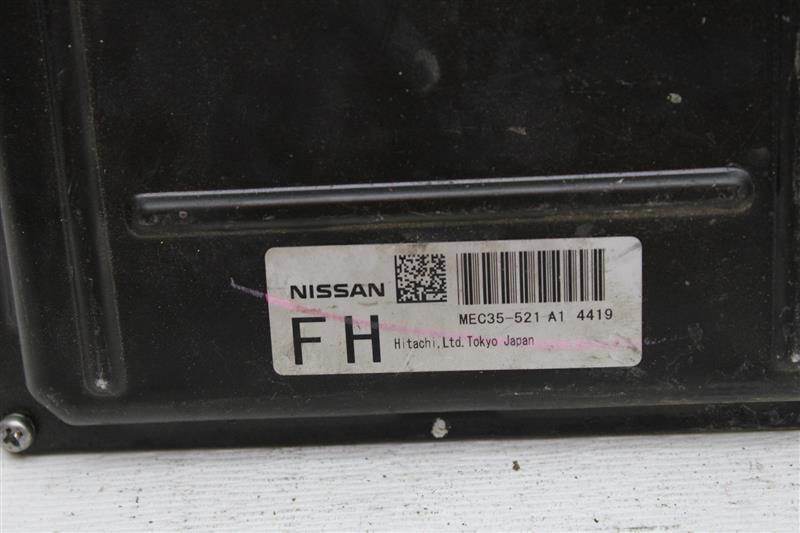 NISSAN
MEC35-521 A1 4419
FH
Hitachi,Ltd.Tokyo Japan